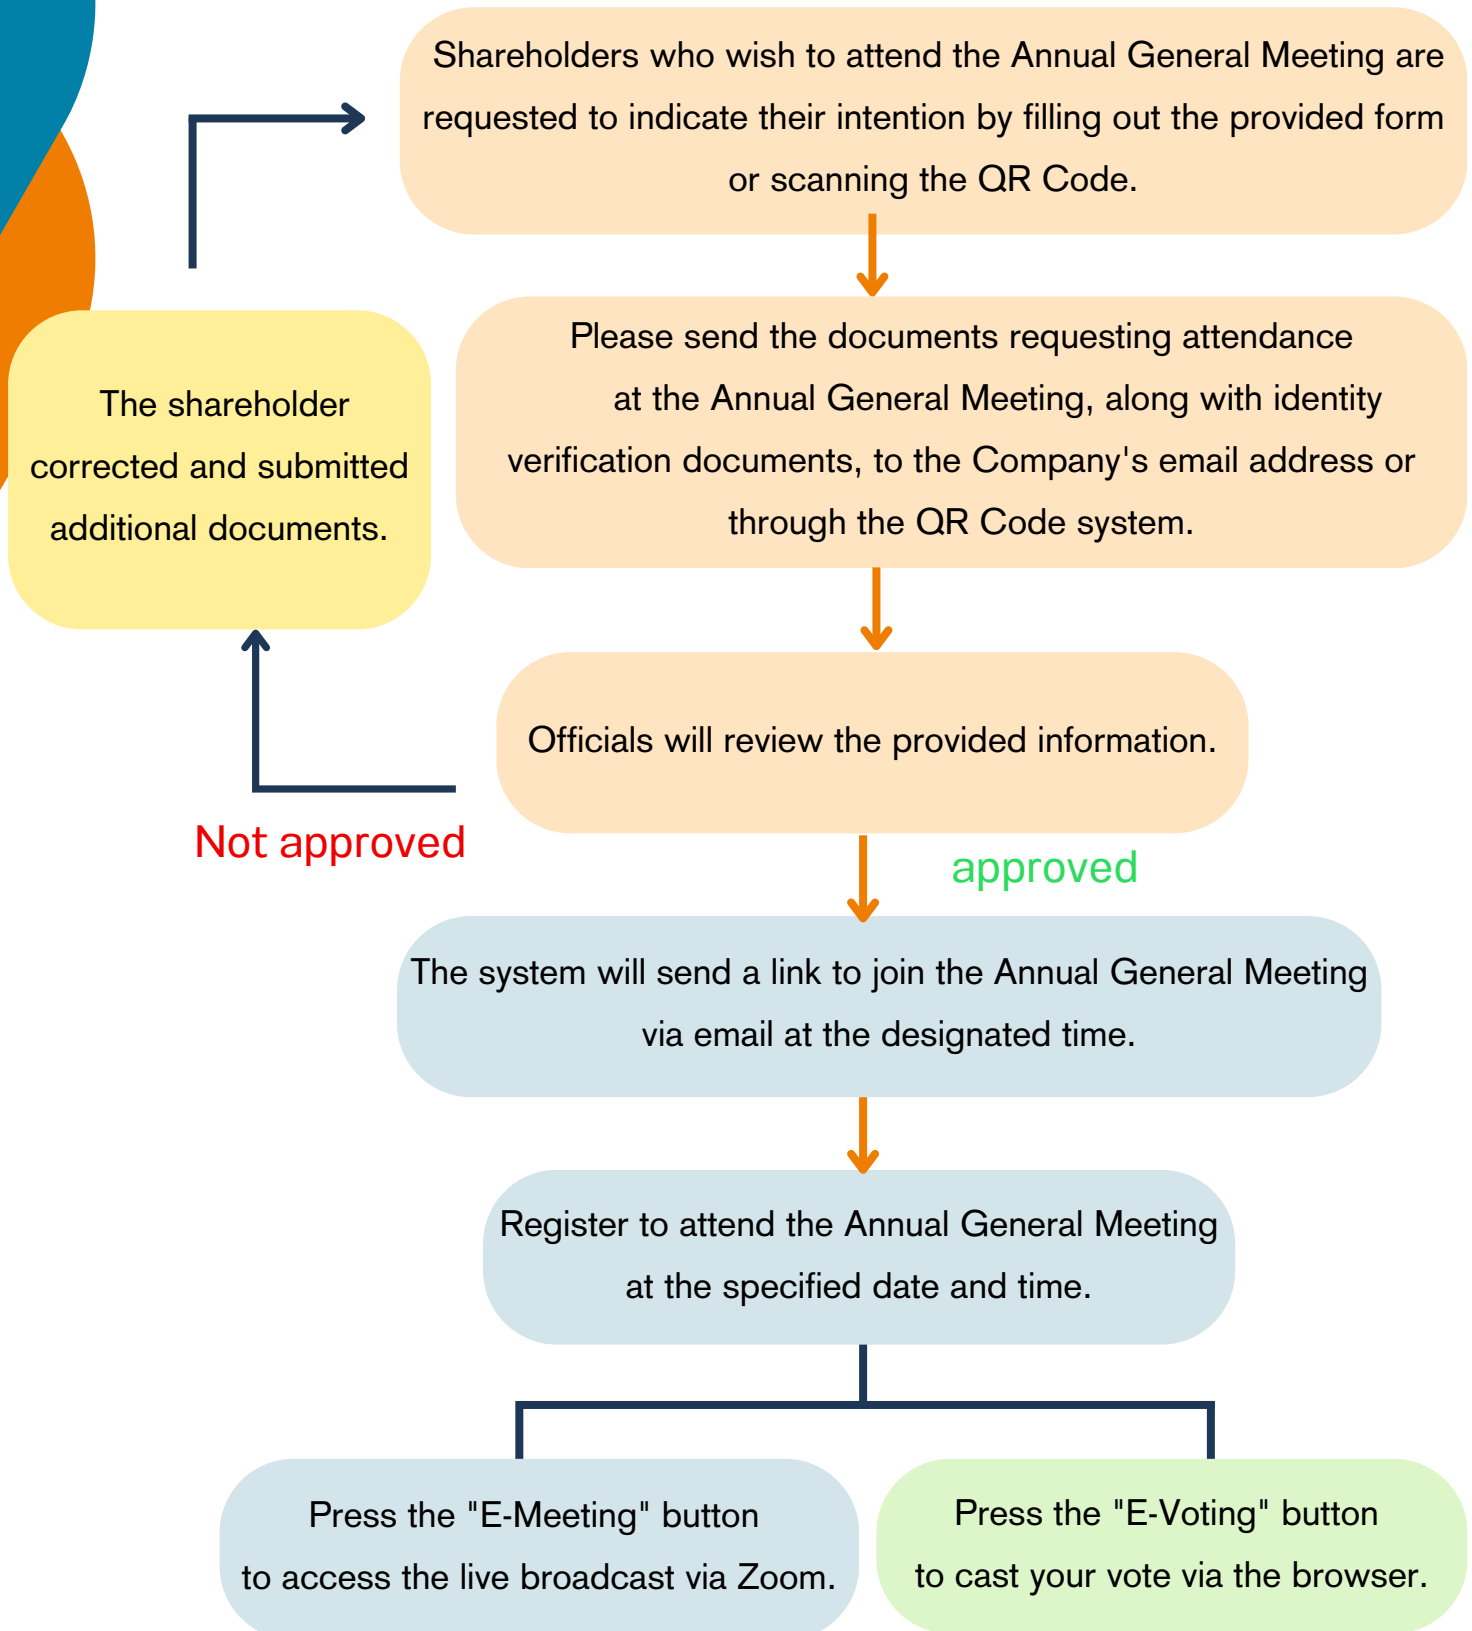 Shareholders who wish to attend the Annual General Meeting are
requested to indicate their intention by filling out the provided form
or scanning the QR Code.
Please send the documents requesting attendance
at the Annual General Meeting, along with identity
verification documents, to the Company's email address or
through the QR Code system.
The shareholder
corrected and submitted
additional documents.
Officials will review the provided information.
Not approved
approved
The system will send a link to join the Annual General Meeting
via email at the designated time.
Register to attend the Annual General Meeting
at the specified date and time.
Press the "E-Meeting" button
to access the live broadcast via Zoom.
Press the "E-Voting" button
to cast your vote via the browser.